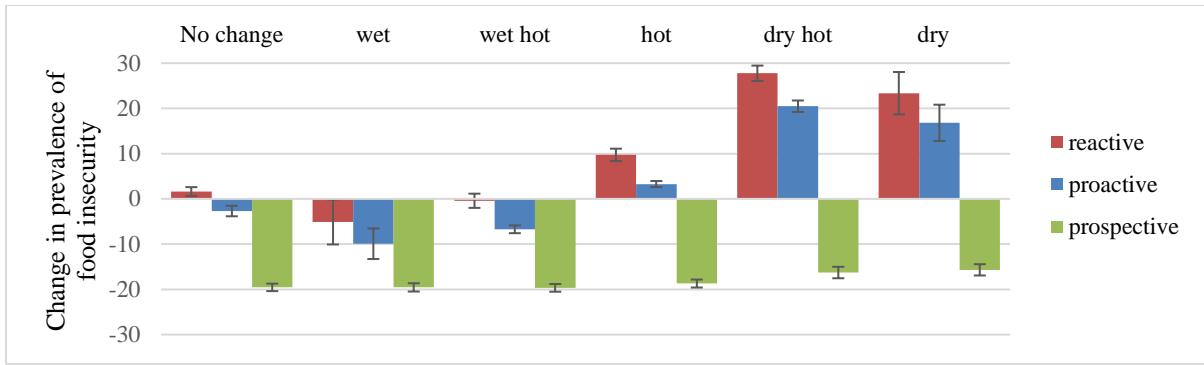 No change wet wet hot hot dry hot dry
Change in prevalence of
food insecurity
30
20
10
0
-10
-20
-30
reactive
proactive
prospective